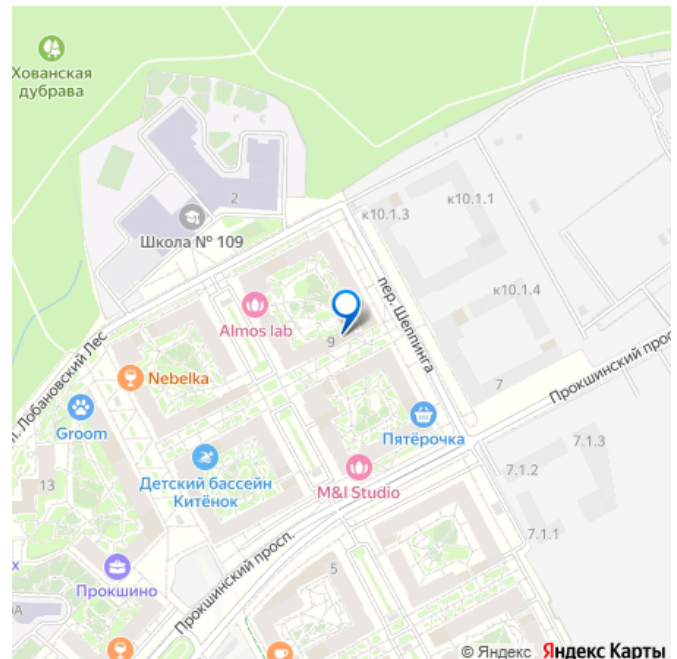 Хованская
дубрава
2
Школа № 109
к10.1.3
к10.1.1
к10.1.4
пер. Шеппинга
Almos lab
9
7
Прокшинский прос
Лобановский Лес
Nebelka
Groom
Пятёрочка
Детский бассейн
Китёнок
M&I Studio
7.1.3
7.1.2
7.1.1
13
х
Прокшино
Прокшинский просп.
5
© Яндекс Яндекс Карты